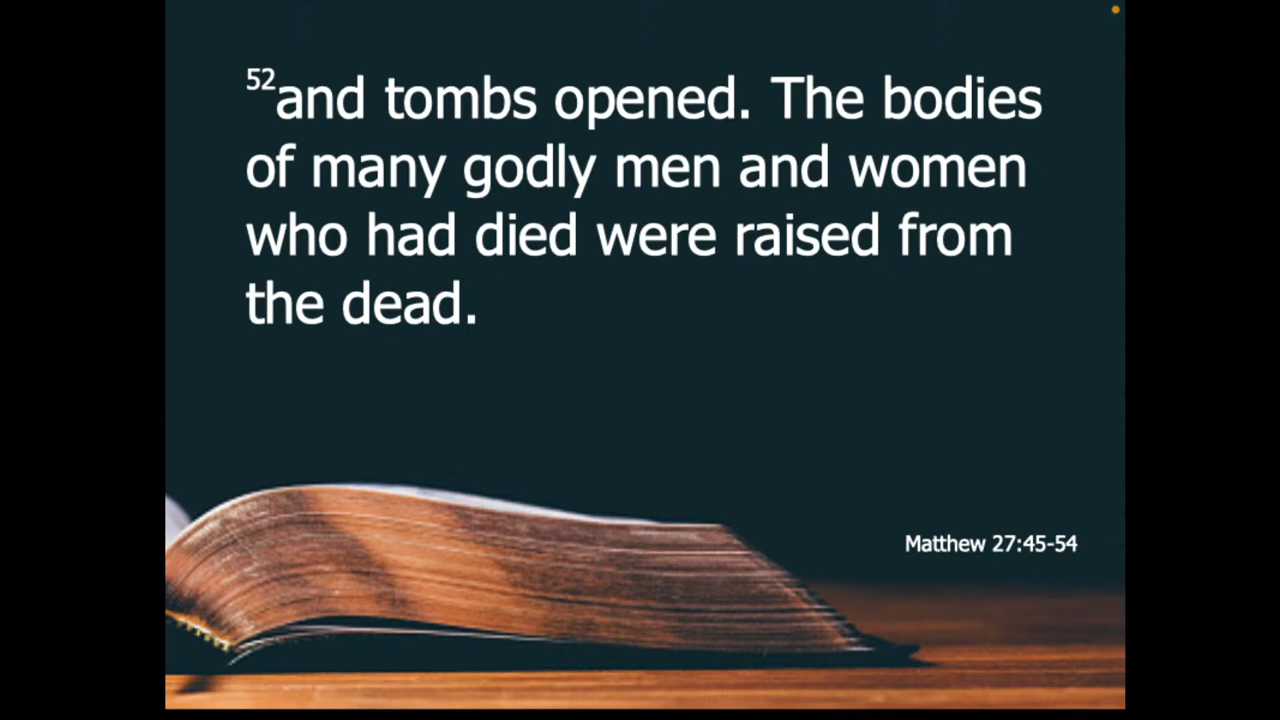 52and tombs opened. The bodies
of many godly men and women
who had died were raised from
the dead.
Matthew 27:45-54